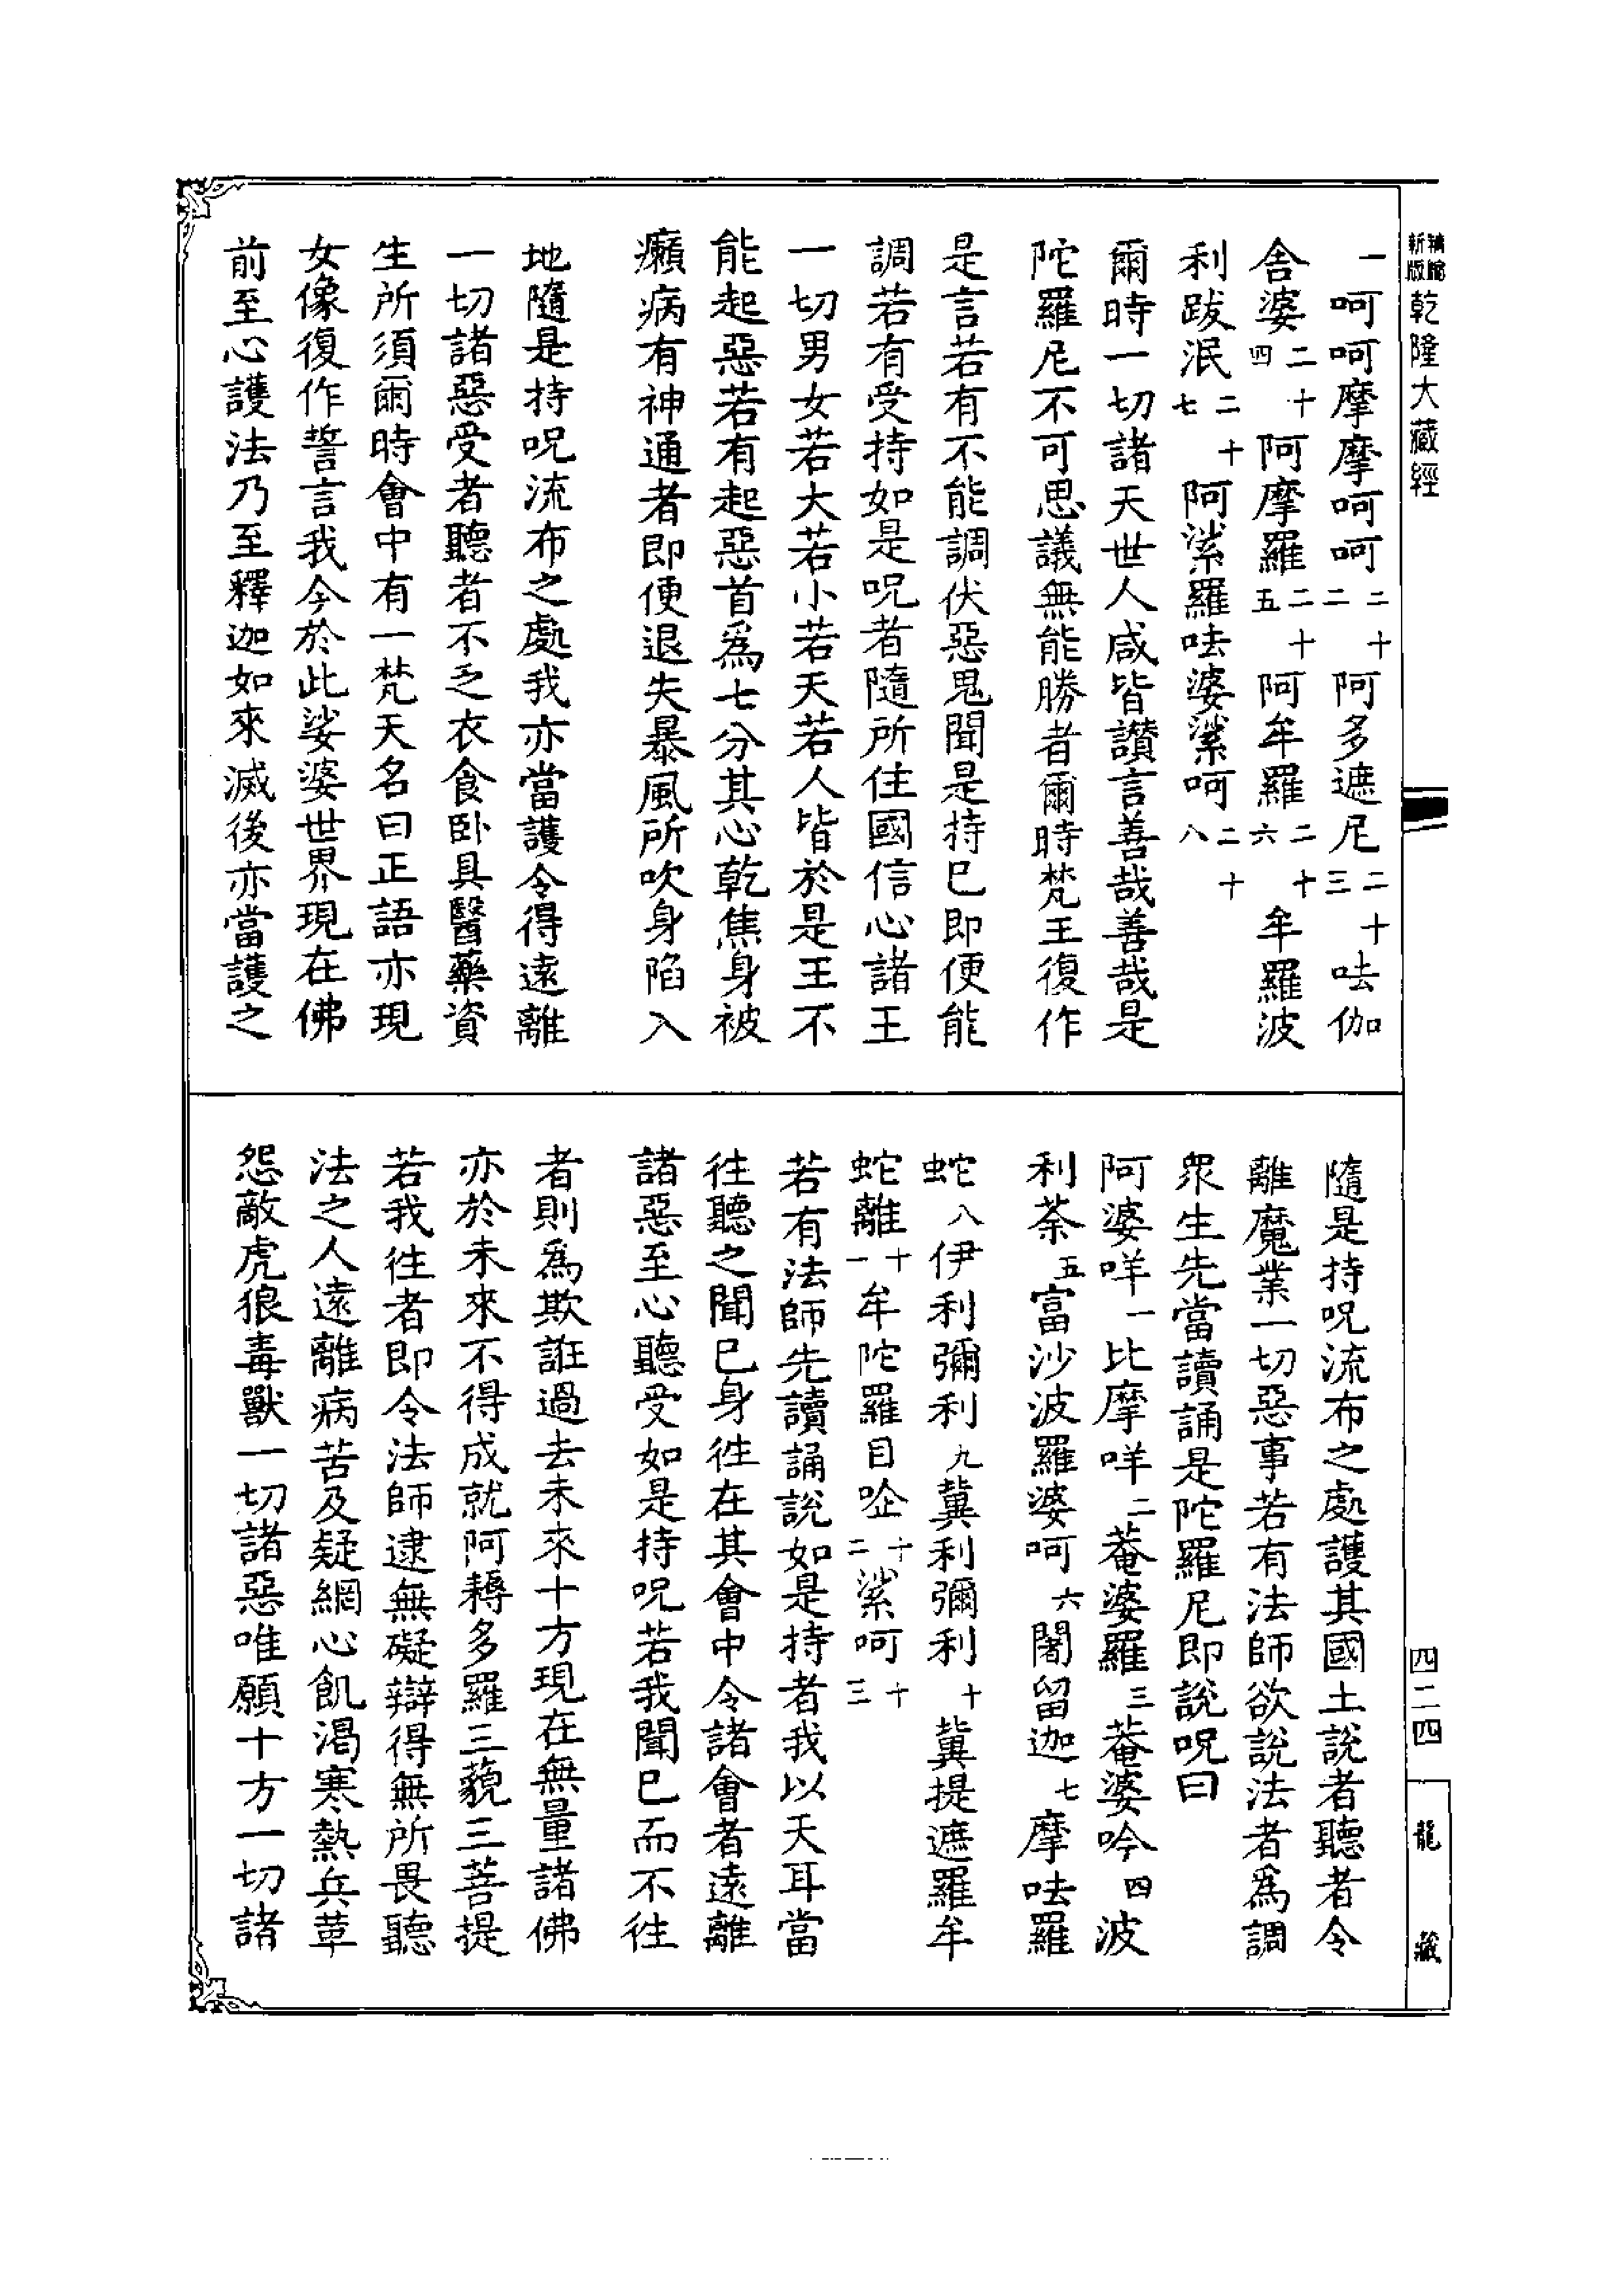 新編縮版 乾隆大藏經
一呵呵摩摩呵呵二十二阿多遮尼二十三呿伽
舍婆二十四阿摩羅二十五阿牟羅二十六牟羅波
利跋泯二十七阿㲚羅呿婆㲚呵二十八
爾時一切諸天世人咸皆讚言善哉善哉是
陀羅尼不可思議無能勝者爾時梵王復作
是言若有不能調伏惡鬼聞是持已即便能
調若有受持如是呪者隨所住國信心諸王
一切男女若大若小若天若人皆於是王不
能起惡若有起惡首爲七分其心乾焦身被
癩病有神通者即便退失暴風所吹身陷入
地隨是持呪流布之處我亦當護令得遠離
一切諸惡受者聽者不乏衣食卧具醫藥資
生所須爾時會中有一梵天名曰正語亦現
女像復作誓言我今於此娑婆世界現在佛
前至心護法乃至釋迦如來滅後亦當護之
隨是持呪流布之處護其國土說者聽者令
離魔業一切惡事若有法師欲說法者爲調
衆生先當讀誦是陀羅尼即說呪曰
阿婆咩一比摩咩二菴婆羅三菴婆吟四波
利荼五富沙波羅婆呵六闍留迦七摩呿羅
蛇八伊利彌利九冀利彌利十冀提遮羅牟
蛇離十一牟陀羅目㕧十二㲚呵十三
若有法師先讀誦說如是持者我以天耳當
往聽之聞已身往在其會中令諸會者遠離
諸惡至心聽受如是持呪若我聞已而不往
者則爲欺誑過去未來十方現在無量諸佛
亦於未來不得成就阿耨多羅三藐三菩提
若我往者即令法師逮無礙辯得無所畏聽
法之人遠離病苦及疑網心飢渴寒熱兵革
怨敵虎狼毒獸一切諸惡唯願十方一切諸
四二四
龍藏